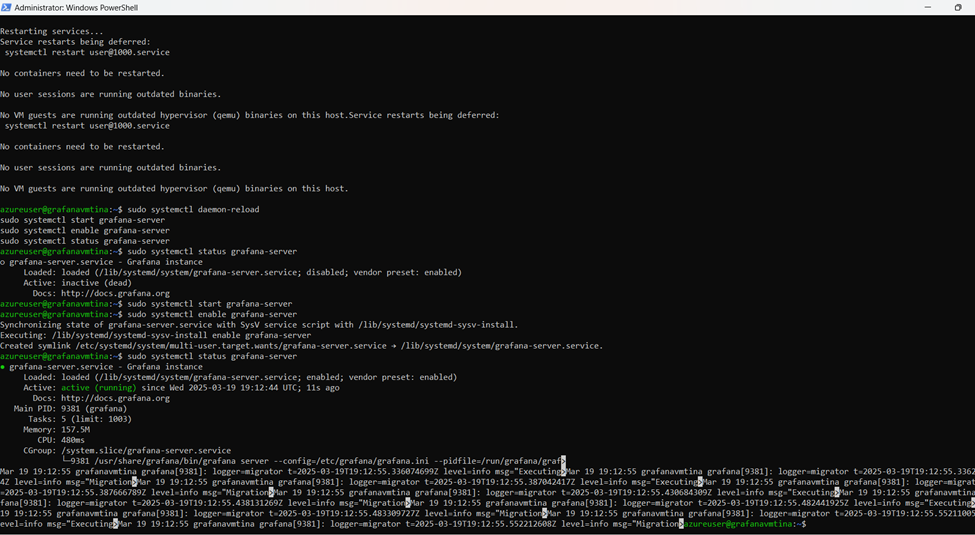 Administrator: Windows PowerShell
Restarting services...
Service restarts being deferred:
 systemctl restart user@1000.service
No containers need to be restarted.
No user sessions are running outdated binaries.
No VM guests are running outdated hypervisor (qemu) binaries on this host.Service restarts being deferred:
 systemctl restart user@1000.service
No containers need to be restarted.
No user sessions are running outdated binaries.
No VM guests are running outdated hypervisor (qemu) binaries on this host.
azureuser@grafanavmtina:~$ sudo systemctl daemon-reload
sudo systemctl start grafana-server
sudo systemctl enable grafana-server
sudo systemctl status grafana-server
azureuser@grafanavmtina:~$ sudo systemctl status grafana-server
○ grafana-server.service - Grafana instance
     Loaded: loaded (/lib/systemd/system/grafana-server.service; disabled; vendor preset: enabled)
     Active: inactive (dead)
       Docs: http://docs.grafana.org
azureuser@grafanavmtina:~$ sudo systemctl start grafana-server
azureuser@grafanavmtina:~$ sudo systemctl enable grafana-server
Synchronizing state of grafana-server.service with SysV service script with /lib/systemd/systemd-sysv-install.
Executing: /lib/systemd/systemd-sysv-install enable grafana-server
Created symlink /etc/systemd/system/multi-user.target.wants/grafana-server.service → /lib/systemd/system/grafana-server.service.
azureuser@grafanavmtina:~$ sudo systemctl status grafana-server
● grafana-server.service - Grafana instance
     Loaded: loaded (/lib/systemd/system/grafana-server.service; enabled; vendor preset: enabled)
     Active: active (running) since Wed 2025-03-19 19:12:44 UTC; 11s ago
       Docs: http://docs.grafana.org
   Main PID: 9381 (grafana)
      Tasks: 5 (limit: 1003)
     Memory: 157.5M
        CPU: 480ms
     CGroup: /system.slice/grafana-server.service
             └─9381 /usr/share/grafana/bin/grafana server --config=/etc/grafana/grafana.ini --pidfile=/run/grafana/graf>
Mar 19 19:12:55 grafanavmtina grafana[9381]: logger=migrator t=2025-03-19T19:12:55.336074699Z level=info msg="Executing>Mar 19 19:12:55 grafanavmtina grafana[9381]: logger=migrator t=2025-03-19T19:12:55.3362
4Z level=info msg="Migration>Mar 19 19:12:55 grafanavmtina grafana[9381]: logger=migrator t=2025-03-19T19:12:55.387042417Z level=info msg="Executing>Mar 19 19:12:55 grafanavmtina grafana[9381]: logger=migrat
=2025-03-19T19:12:55.387666789Z level=info msg="Migration>Mar 19 19:12:55 grafanavmtina grafana[9381]: logger=migrator t=2025-03-19T19:12:55.430684309Z level=info msg="Executing>Mar 19 19:12:55 grafanavmtina
fana[9381]: logger=migrator t=2025-03-19T19:12:55.438131269Z level=info msg="Migration>Mar 19 19:12:55 grafanavmtina grafana[9381]: logger=migrator t=2025-03-19T19:12:55.482441925Z level=info msg="Executing>
19 19:12:55 grafanavmtina grafana[9381]: logger=migrator t=2025-03-19T19:12:55.483309727Z level=info msg="Migration>Mar 19 19:12:55 grafanavmtina grafana[9381]: logger=migrator t=2025-03-19T19:12:55.55211005
evel=info msg="Executing>Mar 19 19:12:55 grafanavmtina grafana[9381]: logger=migrator t=2025-03-19T19:12:55.552212608Z level=info msg="Migration>azureuser@grafanavmtina:~$